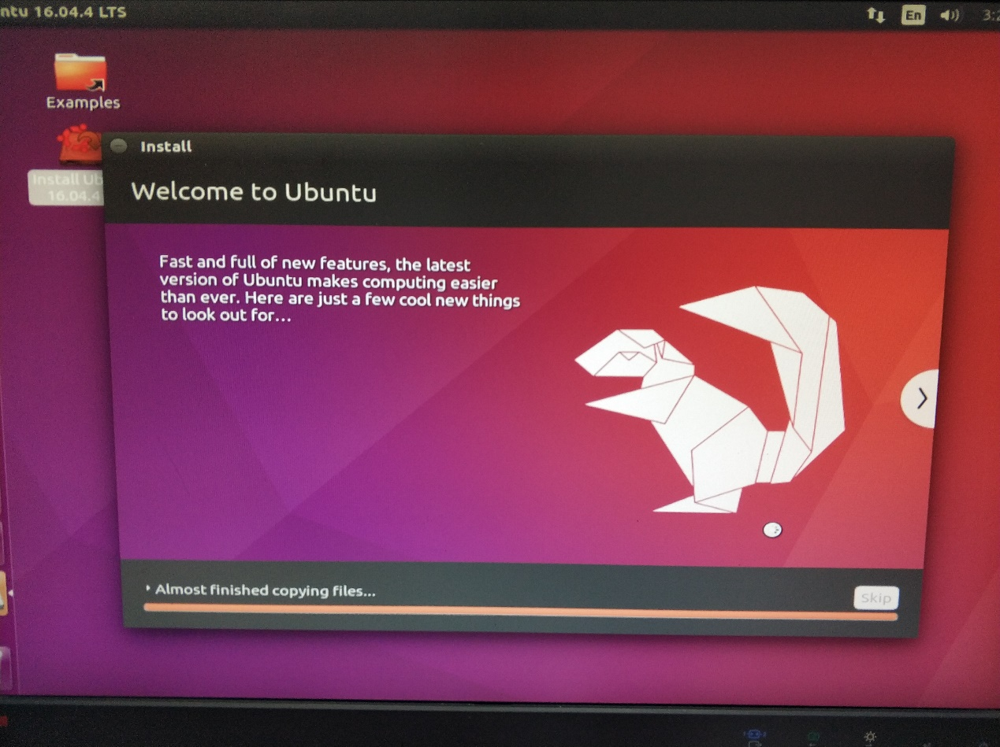 ntu 16.04.4 LTS
En
3:2
Examples
Install Ub
16.04.4
Install
Welcome to Ubuntu
Fast and full of new features, the latest
version of Ubuntu makes computing easier
than ever. Here are just a few cool new things
to look out for...
Almost finished copying files...
Skip